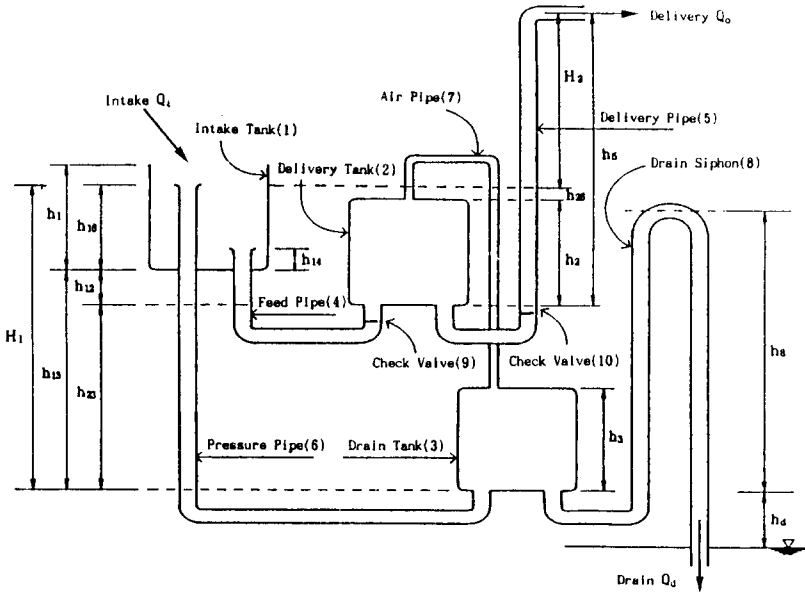 Delivery Qₒ
H₂
Air Pipe(7)
Intake Qᵢ
Intake Tank(1)
Delivery Pipe(5)
Delivery Tank(2)
h₅
Drain Siphon(8)
h₁
h₁₆
h₂₆
h₁₄
h₂
h₁₂
Feed Pipe(4)
H₁
Check Valve(9)
Check Valve(10)
h₈
h₁₃
h₂₃
h₃
Pressure Pipe(6)
Drain Tank(3)
h_d
Drain Q_d